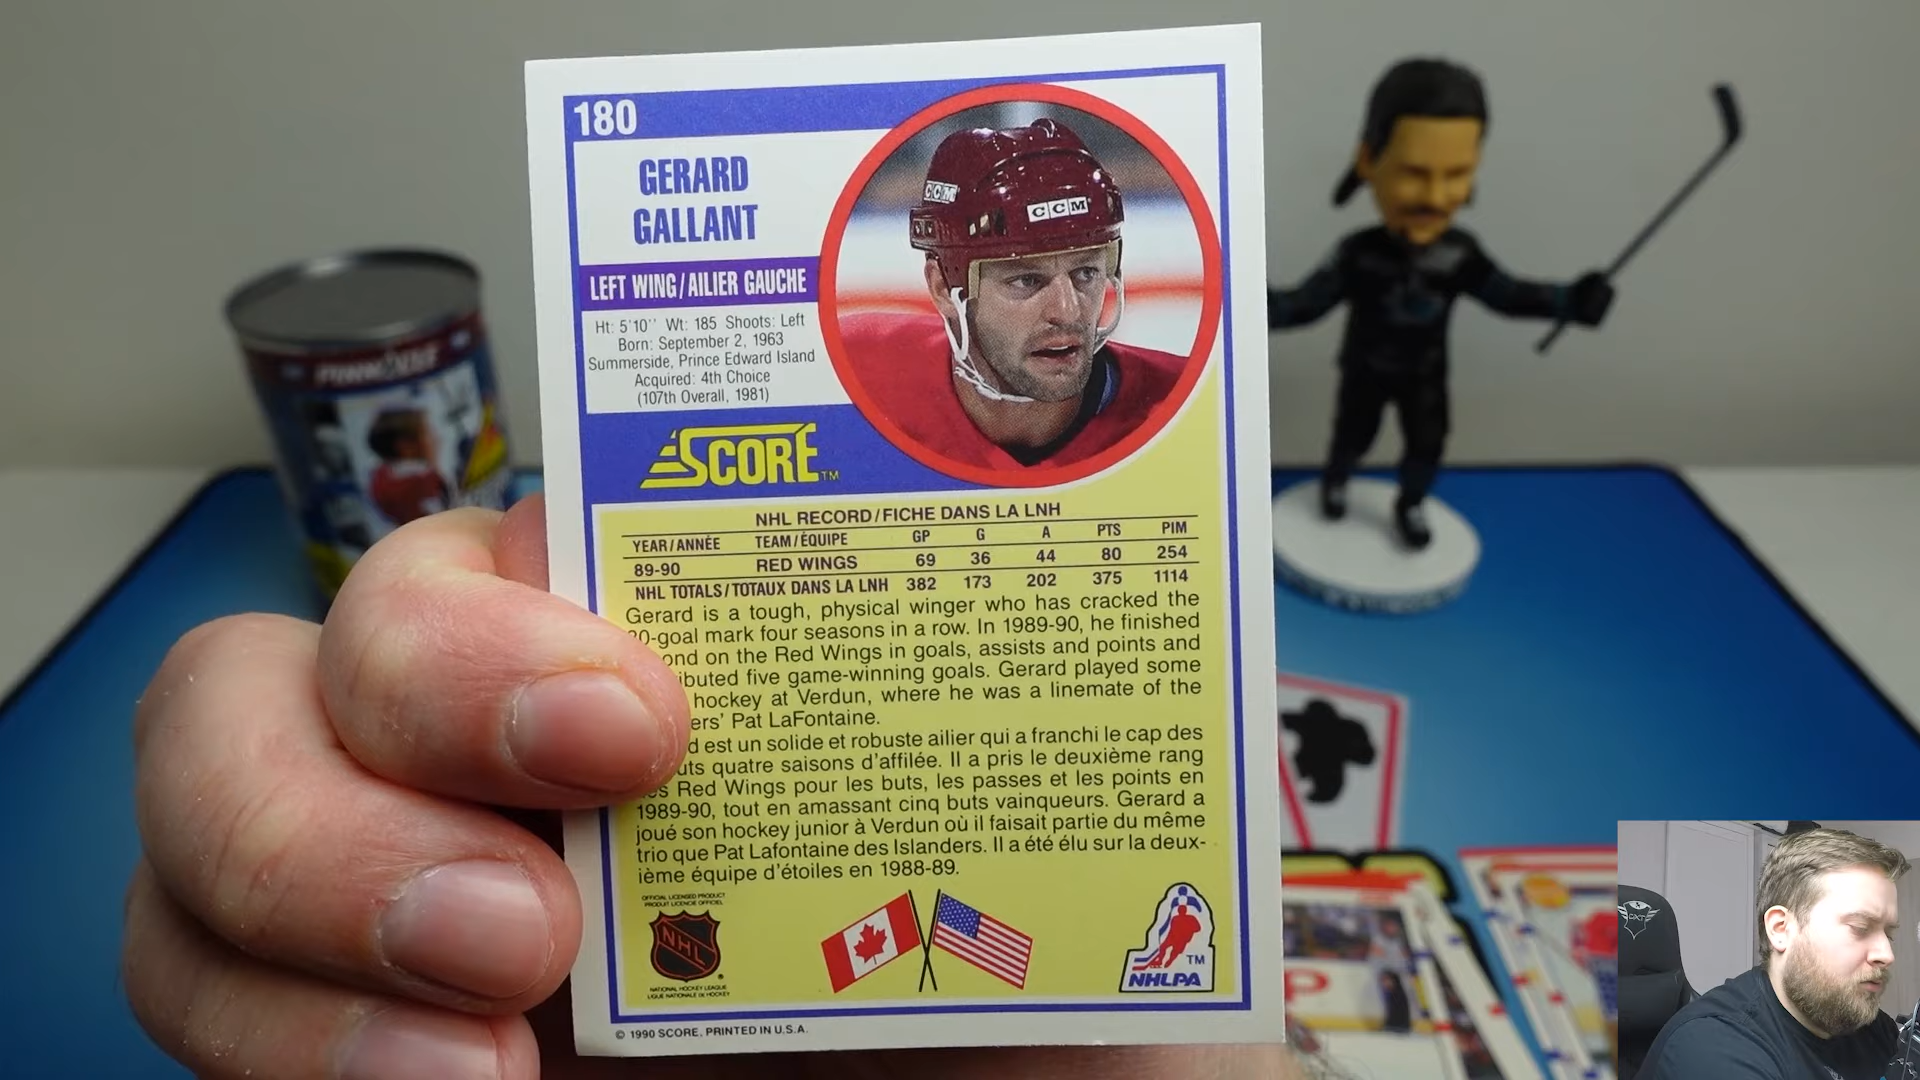 180
GERARD
GALLANT
LEFT WING/AILIER GAUCHE
Ht: 5'10'' Wt: 185 Shoots: Left
Born: September 2, 1963
Summerside, Prince Edward Island
Acquired: 4th Choice
(107th Overall, 1981)
CCM
CCM
SCORE TM
NHL RECORD/FICHE DANS LA LNH
YEAR/ANNÉE TEAM/ÉQUIPE GP G A PTS PIM
89-90 RED WINGS 69 36 44 80 254
NHL TOTALS/TOTAUX DANS LA LNH 382 173 202 375 1114
Gerard is a tough, physical winger who has cracked the
0-goal mark four seasons in a row. In 1989-90, he finished
ond on the Red Wings in goals, assists and points and
ibuted five game-winning goals. Gerard played some
hockey at Verdun, where he was a linemate of the
ers' Pat LaFontaine.
d est un solide et robuste ailier qui a franchi le cap des
uts quatre saisons d'affilée. Il a pris le deuxième rang
es Red Wings pour les buts, les passes et les points en
1989-90, tout en amassant cinq buts vainqueurs. Gerard a
joué son hockey junior à Verdun où il faisait partie du même
trio que Pat Lafontaine des Islanders. Il a été élu sur la deux-
ième équipe d'étoiles en 1988-89.
OFFICIAL LICENSED PRODUCT
PRODUIT LICENCIE OFFICIEL
NHL
NATIONAL HOCKEY LEAGUE
LIGUE NATIONALE de HOCKEY
TM
NHLPA
© 1990 SCORE, PRINTED IN U.S.A.